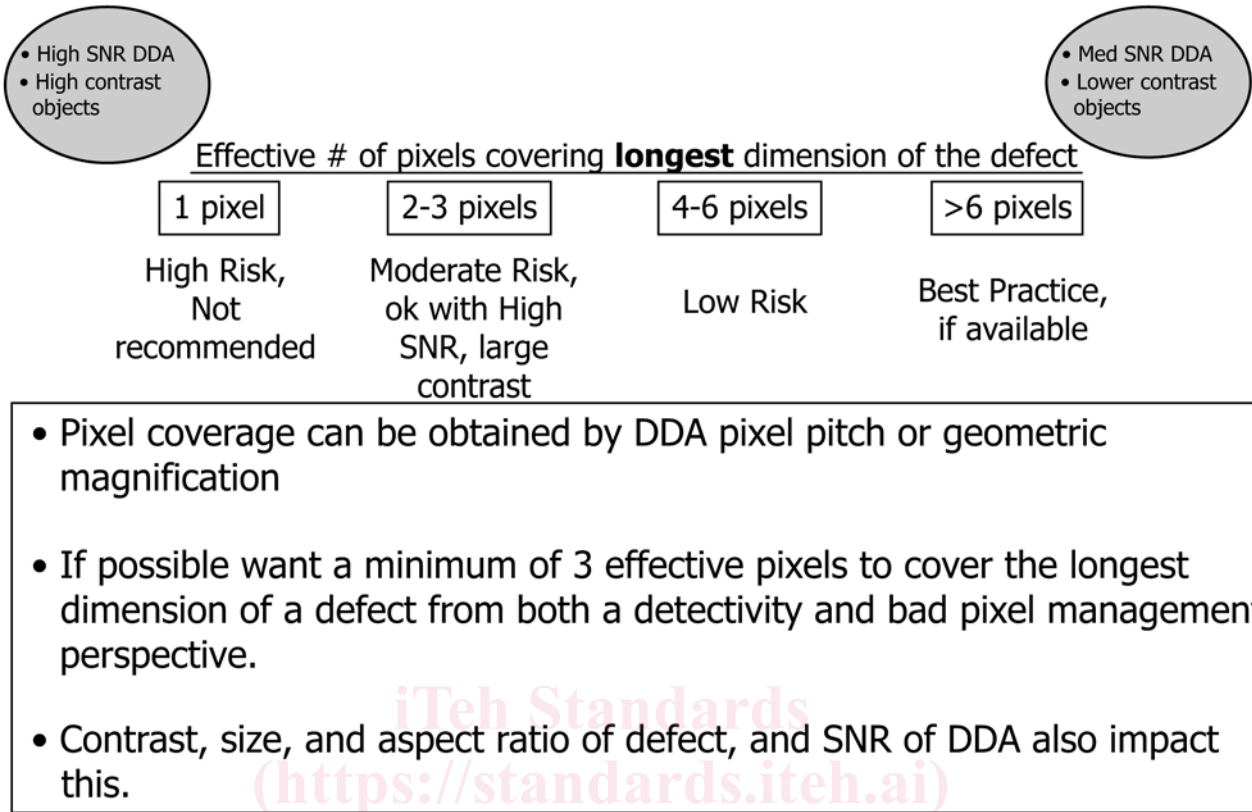 • High SNR DDA
• High contrast
objects
• Med SNR DDA
• Lower contrast
objects
Effective # of pixels covering longest dimension of the defect
1 pixel
2-3 pixels
4-6 pixels
>6 pixels
High Risk,
Not
recommended
Moderate Risk,
ok with High
SNR, large
contrast
Low Risk
Best Practice,
if available
• Pixel coverage can be obtained by DDA pixel pitch or geometric
magnification
• If possible want a minimum of 3 effective pixels to cover the longest
dimension of a defect from both a detectivity and bad pixel managemen
perspective.
iTeh Standards
• Contrast, size, and aspect ratio of defect, and SNR of DDA also impact
this.
(https://standards.iteh.ai)